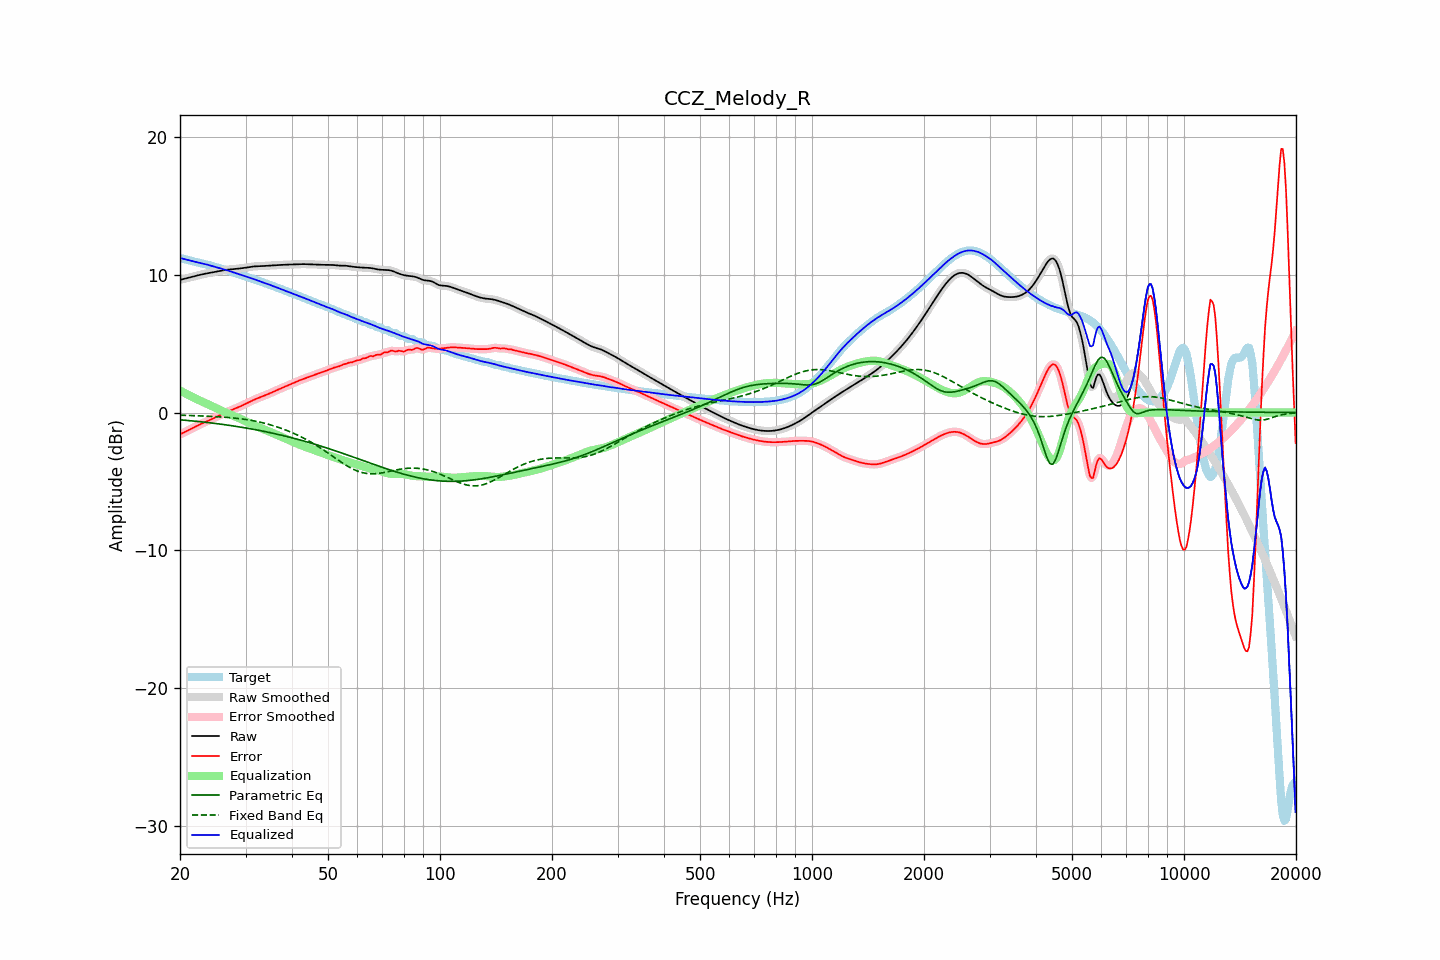 CCZ_Melody_R
20
10
0
−10
−20
−30
Amplitude (dBr)
Target
Raw Smoothed
Error Smoothed
Raw
Error
Equalization
Parametric Eq
Fixed Band Eq
Equalized
20 50 100 200 500 1000 2000 5000 10000 20000
Frequency (Hz)